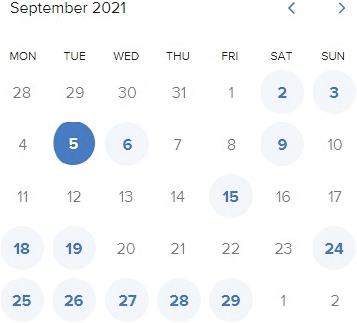 September 2021
MON TUE WED THU FRI SAT SUN
28 29 30 31 1 2 3
4 5 6 7 8 9 10
11 12 13 14 15 16 17
18 19 20 21 22 23 24
25 26 27 28 29 1 2